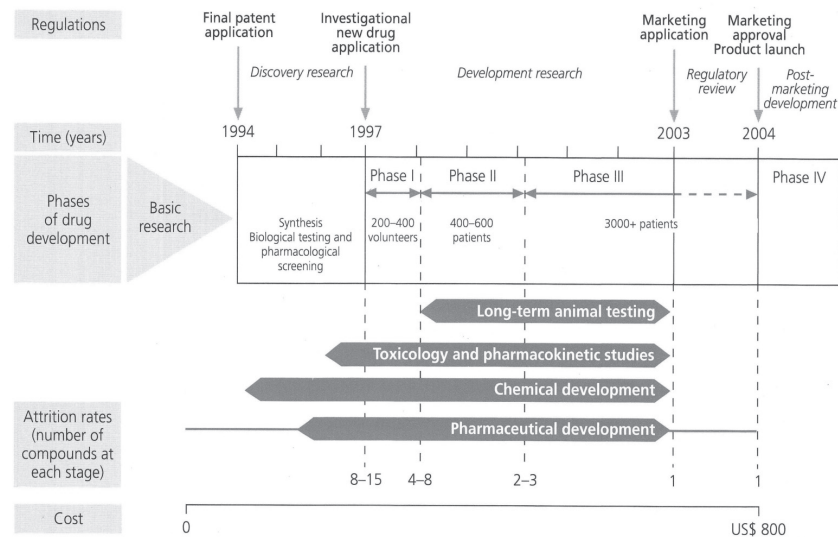 Regulations
Final patent
application
Investigational
new drug
application
Marketing
application
Marketing
approval
Product launch
Discovery research
Development research
Regulatory
review
Post-
marketing
development
Time (years)
1994
1997
2003
2004
Phases
of drug
development
Basic
research
Synthesis
Biological testing and
pharmacological
screening
Phase I
200–400
volunteers
Phase II
400–600
patients
Phase III
3000+ patients
Phase IV
Long-term animal testing
Toxicology and pharmacokinetic studies
Chemical development
Pharmaceutical development
Attrition rates
(number of
compounds at
each stage)
8–15
4–8
2–3
1
1
Cost
0
US$ 800